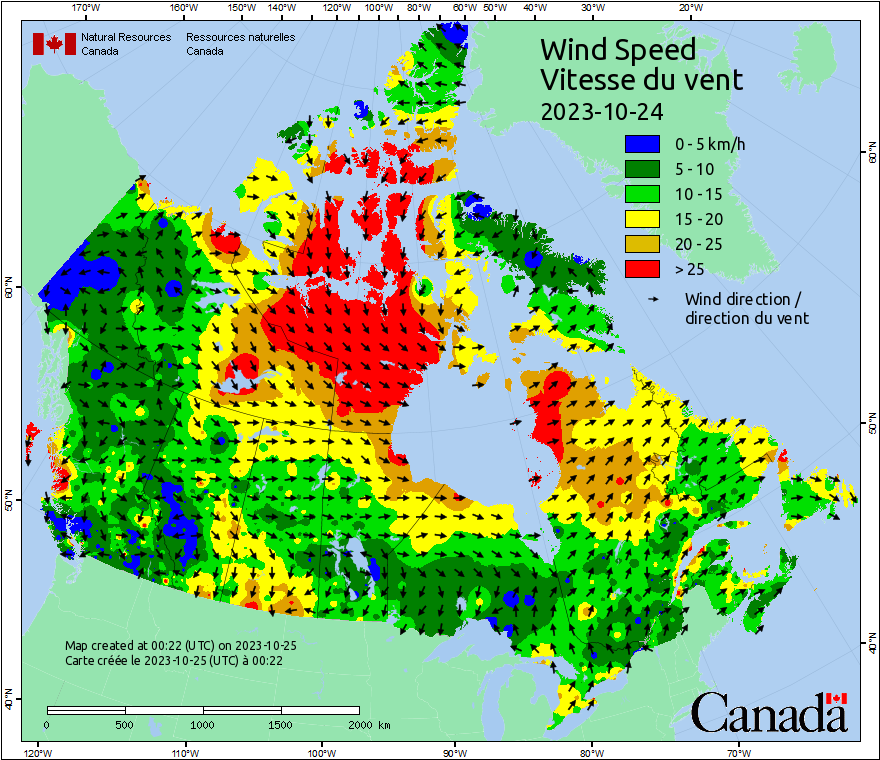 170°W 160°W 150°W 140°W 130°W 120°W 110°W 100°W 80°W 60°W 50°W 40°W 30°W 20°W
Natural Resources Canada
Ressources naturelles Canada
Wind Speed
Vitesse du vent
2023-10-24
0 - 5 km/h
5 - 10
10 - 15
15 - 20
20 - 25
> 25
Wind direction /
direction du vent
60°N
60°N
50°N
50°N
40°N
40°N
Map created at 00:22 (UTC) on 2023-10-25
Carte créée le 2023-10-25 (UTC) à 00:22
0 500 1000 1500 2000 km
Canada
120°W 110°W 100°W 90°W 80°W 70°W